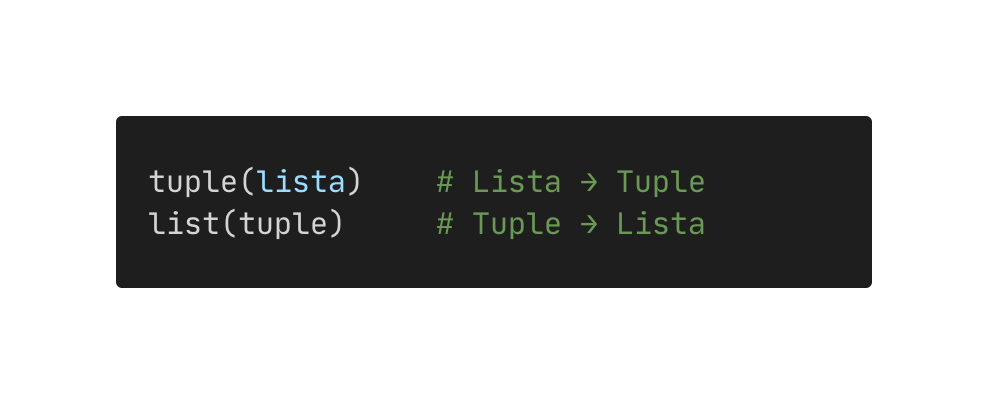 tuple(lista)    # Lista → Tuple
list(tuple)     # Tuple → Lista